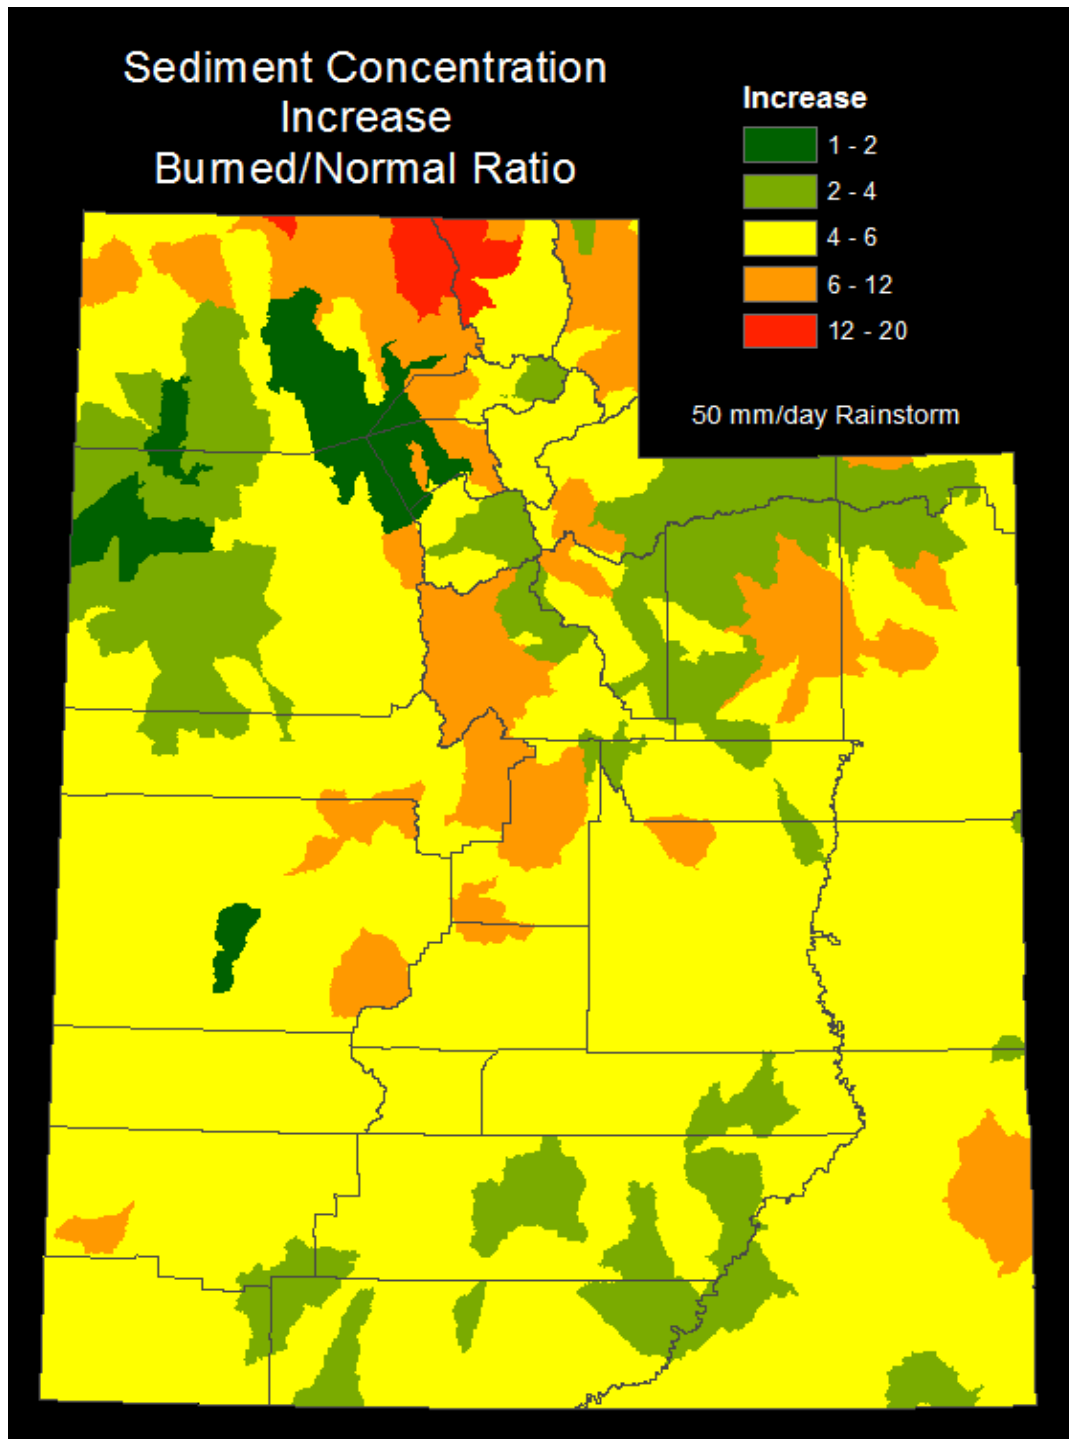 Sediment Concentration
Increase
Burned/Normal Ratio
Increase
1 - 2
2 - 4
4 - 6
6 - 12
12 - 20
50 mm/day Rainstorm